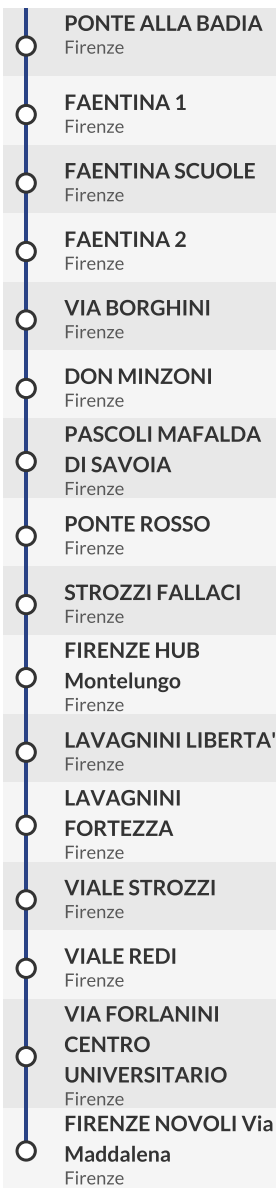 PONTE ALLA BADIA
Firenze
FAENTINA 1
Firenze
FAENTINA SCUOLE
Firenze
FAENTINA 2
Firenze
VIA BORGHINI
Firenze
DON MINZONI
Firenze
PASCOLI MAFALDA
DI SAVOIA
Firenze
PONTE ROSSO
Firenze
STROZZI FALLACI
Firenze
FIRENZE HUB
Montelungo
Firenze
LAVAGNINI LIBERTA'
Firenze
LAVAGNINI
FORTEZZA
Firenze
VIALE STROZZI
Firenze
VIALE REDI
Firenze
VIA FORLANINI
CENTRO
UNIVERSITARIO
Firenze
FIRENZE NOVOLI Via
Maddalena
Firenze